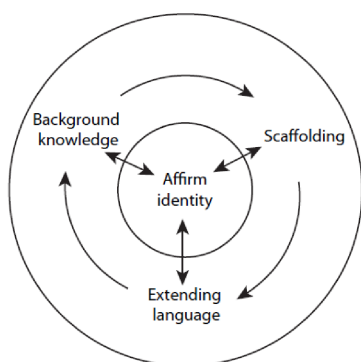 Background
knowledge
Scaffolding
Affirm
identity
Extending
language